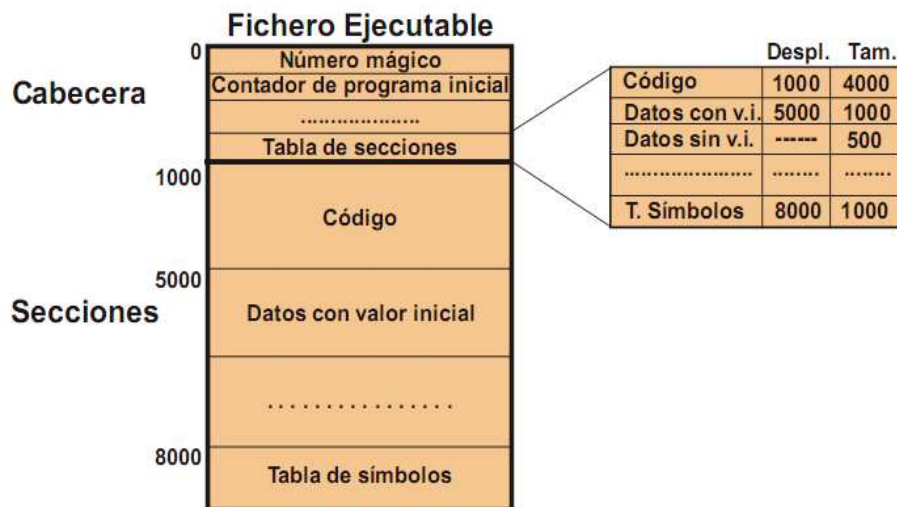 Fichero Ejecutable
Cabecera
0
Número mágico
Contador de programa inicial
....................
Tabla de secciones
Despl. Tam.
Código 1000 4000
Datos con v.i. 5000 1000
Datos sin v.i. ------ 500
...................... ........ ........
T. Símbolos 8000 1000
Secciones
1000
Código
5000
Datos con valor inicial
. . . . . . . . . . . . . . . .
8000
Tabla de símbolos